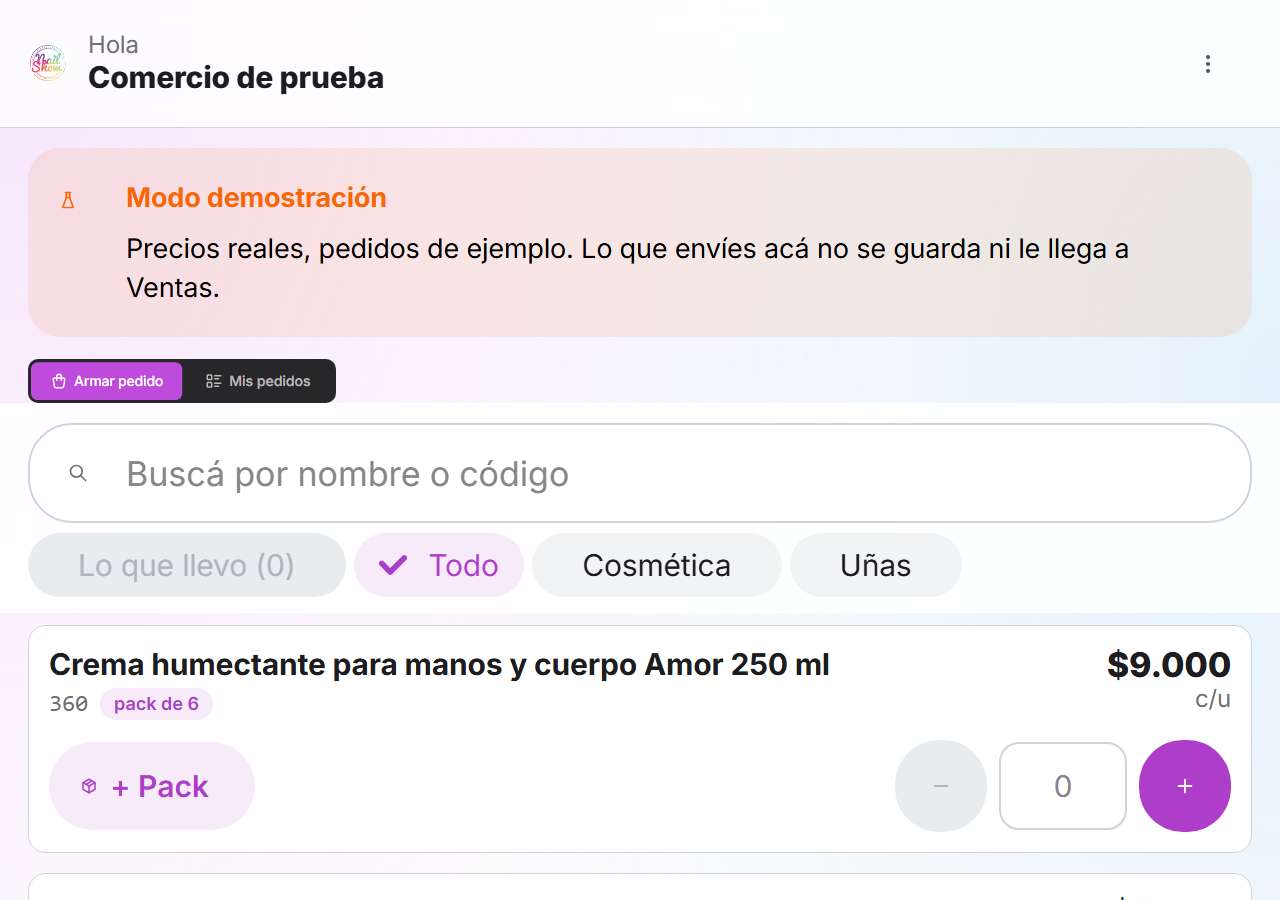 Nail Show
Hola
Comercio de prueba
Modo demostración
Precios reales, pedidos de ejemplo. Lo que envíes acá no se guarda ni le llega a
Ventas.
Armar pedido
Mis pedidos
Buscá por nombre o código
Lo que llevo (0)
Todo
Cosmética
Uñas
Crema humectante para manos y cuerpo Amor 250 ml
$9.000
360
pack de 6
c/u
+ Pack
−
0
+